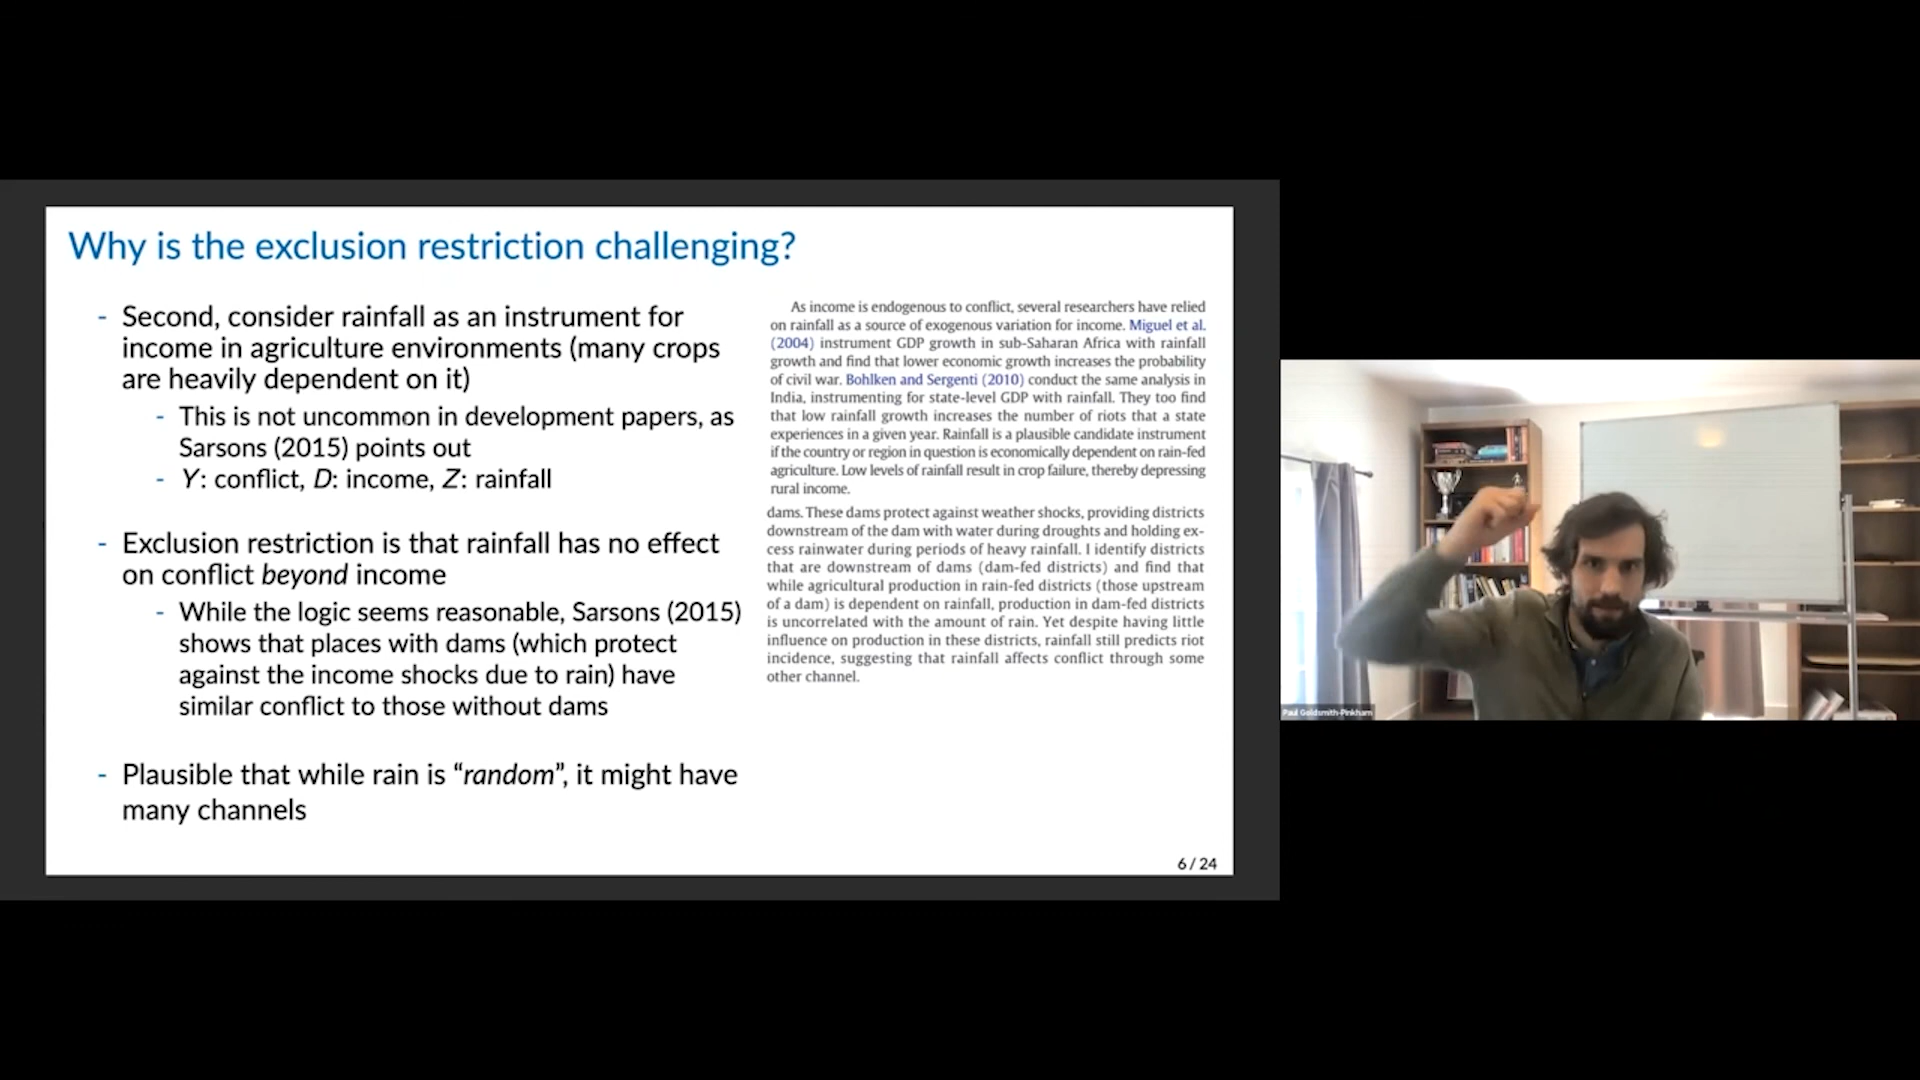 Why is the exclusion restriction challenging?
- Second, consider rainfall as an instrument for
income in agriculture environments (many crops
are heavily dependent on it)
- This is not uncommon in development papers, as
Sarsons (2015) points out
- Y: conflict, D: income, Z: rainfall
- Exclusion restriction is that rainfall has no effect
on conflict beyond income
- While the logic seems reasonable, Sarsons (2015)
shows that places with dams (which protect
against the income shocks due to rain) have
similar conflict to those without dams
- Plausible that while rain is “random”, it might have
many channels
As income is endogenous to conflict, several researchers have relied
on rainfall as a source of exogenous variation for income. Miguel et al.
(2004) instrument GDP growth in sub-Saharan Africa with rainfall
growth and find that lower economic growth increases the probability
of civil war. Bohlken and Sergenti (2010) conduct the same analysis in
India, instrumenting for state-level GDP with rainfall. They too find
that low rainfall growth increases the number of riots that a state
experiences in a given year. Rainfall is a plausible candidate instrument
if the country or region in question is economically dependent on rain-fed
agriculture. Low levels of rainfall result in crop failure, thereby depressing
rural income.
dams. These dams protect against weather shocks, providing districts
downstream of the dam with water during droughts and holding ex-
cess rainwater during periods of heavy rainfall. I identify districts
that are downstream of dams (dam-fed districts) and find that
while agricultural production in rain-fed districts (those upstream
of a dam) is dependent on rainfall, production in dam-fed districts
is uncorrelated with the amount of rain. Yet despite having little
influence on production in these districts, rainfall still predicts riot
incidence, suggesting that rainfall affects conflict through some
other channel.
6 / 24
Paul Goldsmith-Pinkham